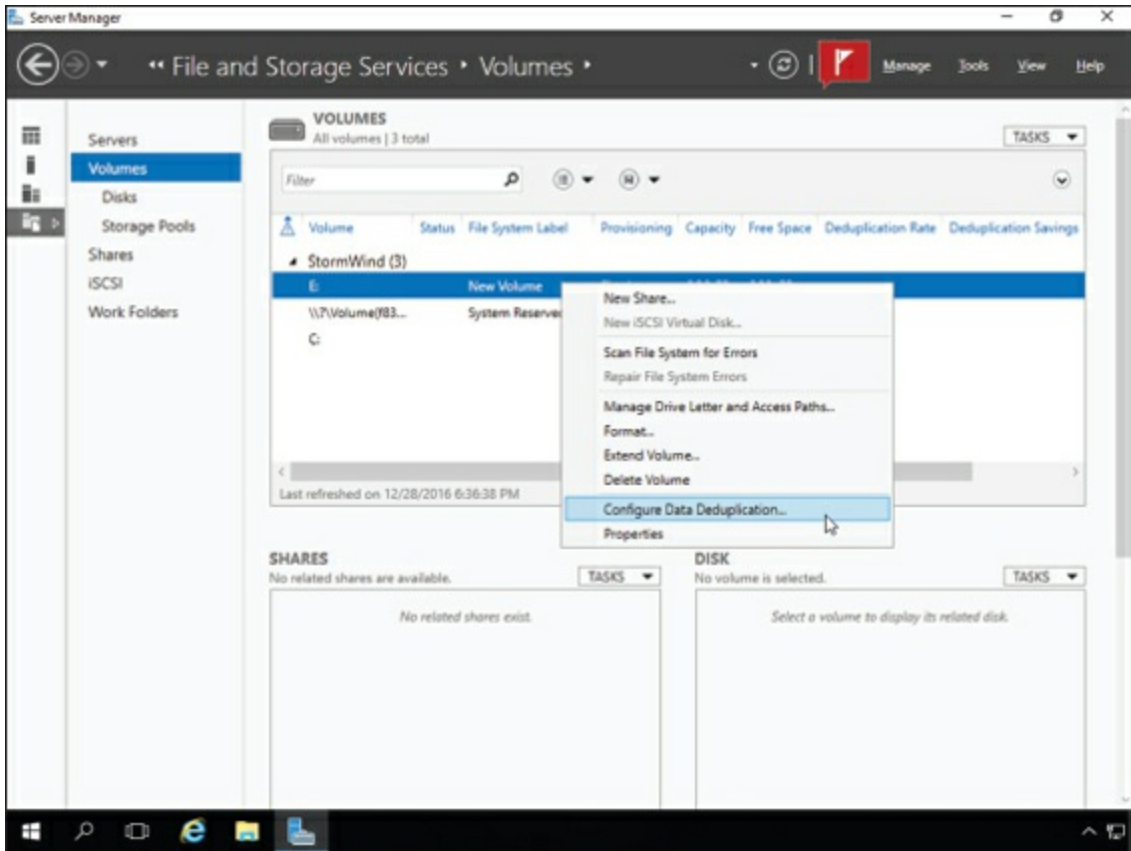 Server Manager
File and Storage Services • Volumes •
Manage Tools View Help
Servers
Volumes
Disks
Storage Pools
Shares
iSCSI
Work Folders
VOLUMES
All volumes | 3 total
TASKS
Filter
Volume Status File System Label Provisioning Capacity Free Space Deduplication Rate Deduplication Savings
StormWind (3)
E: New Volume
\\?\Volume{f83... System Reserved
C:
New Share...
New iSCSI Virtual Disk...
Scan File System for Errors
Repair File System Errors
Manage Drive Letter and Access Paths...
Format...
Extend Volume...
Delete Volume
Configure Data Deduplication...
Properties
Last refreshed on 12/28/2016 6:36:38 PM
SHARES
No related shares are available.
TASKS
No related shares exist.
DISK
No volume is selected.
TASKS
Select a volume to display its related disk.